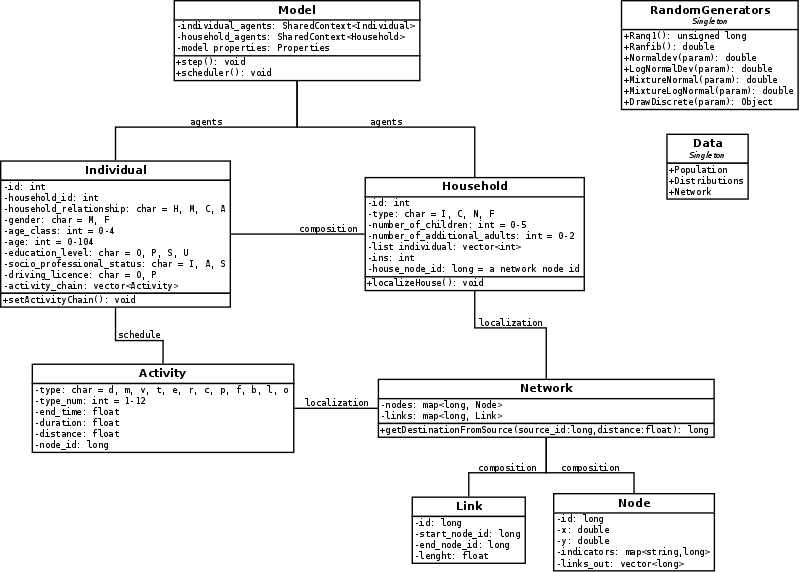 Model
-individual_agents: SharedContext<Individual>
-household_agents: SharedContext<Household>
-model properties: Properties
+step(): void
+scheduler(): void
RandomGenerators
Singleton
+Ranq1(): unsigned long
+Ranfib(): double
+Normaldev(param): double
+LogNormalDev(param): double
+MixtureNormal(param): double
+MixtureLogNormal(param): double
+DrawDiscrete(param): Object
Data
Singleton
+Population
+Distributions
+Network
agents
agents
Individual
-id: int
-household_id: int
-household_relationship: char = H, M, C, A
-gender: char = M, F
-age_class: int = 0-4
-age: int = 0-104
-education_level: char = O, P, S, U
-socio_professional_status: char = I, A, S
-driving_licence: char = O, P
-activity_chain: vector<Activity>
+setActivityChain(): void
composition
Household
-id: int
-type: char = I, C, N, F
-number_of_children: int = 0-5
-number_of_additional_adults: int = 0-2
-list individual: vector<int>
-ins: int
-house_node_id: long = a network node id
+localizeHouse(): void
schedule
localization
Activity
-type: char = d, m, v, t, e, r, c, p, f, b, l, o
-type_num: int = 1-12
-end_time: float
-duration: float
-distance: float
-node_id: long
localization
Network
-nodes: map<long, Node>
-links: map<long, Link>
+getDestinationFromSource(source_id:long,distance:float): long
composition
composition
Link
-id: long
-start_node_id: long
-end_node_id: long
-lenght: float
Node
-id: long
-x: double
-y: double
-indicators: map<string,long>
-links_out: vector<long>